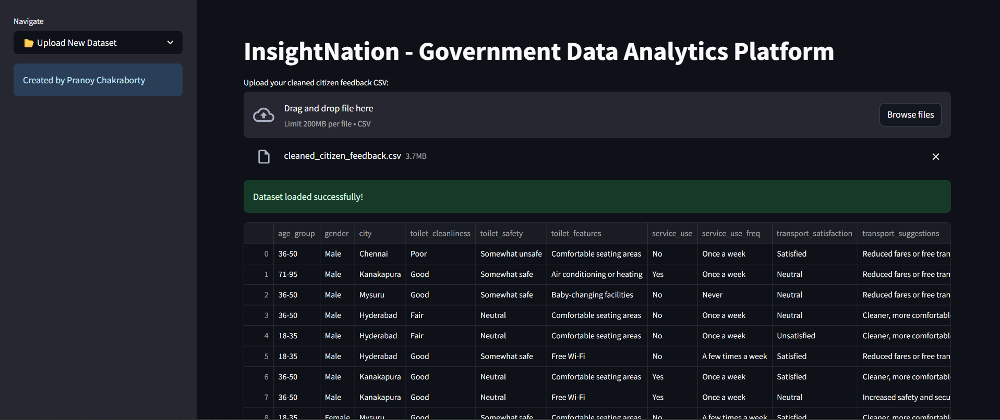 Navigate
Upload New Dataset
Created by Pranoy Chakraborty
InsightNation - Government Data Analytics Platform
Upload your cleaned citizen feedback CSV:
Drag and drop file here
Limit 200MB per file • CSV
Browse files
cleaned_citizen_feedback.csv 3.7MB
Dataset loaded successfully!
age_group gender city toilet_cleanliness toilet_safety toilet_features service_use service_use_freq transport_satisfaction transport_suggestions
0 36-50 Male Chennai Poor Somewhat unsafe Comfortable seating areas No Once a week Satisfied Reduced fares or free tran
1 71-95 Male Kanakapura Good Somewhat safe Air conditioning or heating Yes Once a week Neutral Reduced fares or free tran
2 36-50 Male Mysuru Good Somewhat safe Baby-changing facilities No Never Neutral Reduced fares or free tran
3 36-50 Male Hyderabad Fair Neutral Comfortable seating areas No Once a week Neutral Cleaner, more comfortabl
4 18-35 Male Hyderabad Fair Neutral Comfortable seating areas No Once a week Unsatisfied Cleaner, more comfortabl
5 18-35 Male Hyderabad Good Somewhat safe Free Wi-Fi No A few times a week Satisfied Reduced fares or free tran
6 36-50 Male Kanakapura Good Neutral Comfortable seating areas Yes Once a week Satisfied Cleaner, more comfortabl
7 36-50 Male Kanakapura Good Neutral Free Wi-Fi Yes Once a week Neutral Increased safety and secu
8 18-35 Female Mysuru Good Somewhat safe Comfortable seating areas No A few times a week Satisfied Cleaner, more comfortabl